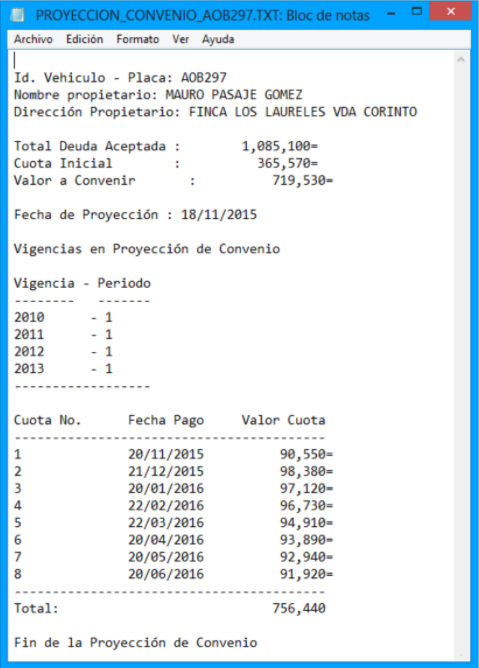 PROYECCION_CONVENIO_AOB297.TXT: Bloc de notas
Archivo Edición Formato Ver Ayuda
Id. Vehiculo - Placa: AOB297
Nombre propietario: MAURO PASAJE GOMEZ
Dirección Propietario: FINCA LOS LAURELES VDA CORINTO
Total Deuda Aceptada : 1,085,100=
Cuota Inicial : 365,570=
Valor a Convenir : 719,530=
Fecha de Proyección : 18/11/2015
Vigencias en Proyección de Convenio
Vigencia - Periodo
-------- -------
2010 - 1
2011 - 1
2012 - 1
2013 - 1
------------------
Cuota No. Fecha Pago Valor Cuota
----------------------------------------
1 20/11/2015 90,550=
2 21/12/2015 98,380=
3 20/01/2016 97,120=
4 22/02/2016 96,730=
5 22/03/2016 94,910=
6 20/04/2016 93,890=
7 20/05/2016 92,940=
8 20/06/2016 91,920=
----------------------------------------
Total: 756,440
Fin de la Proyección de Convenio